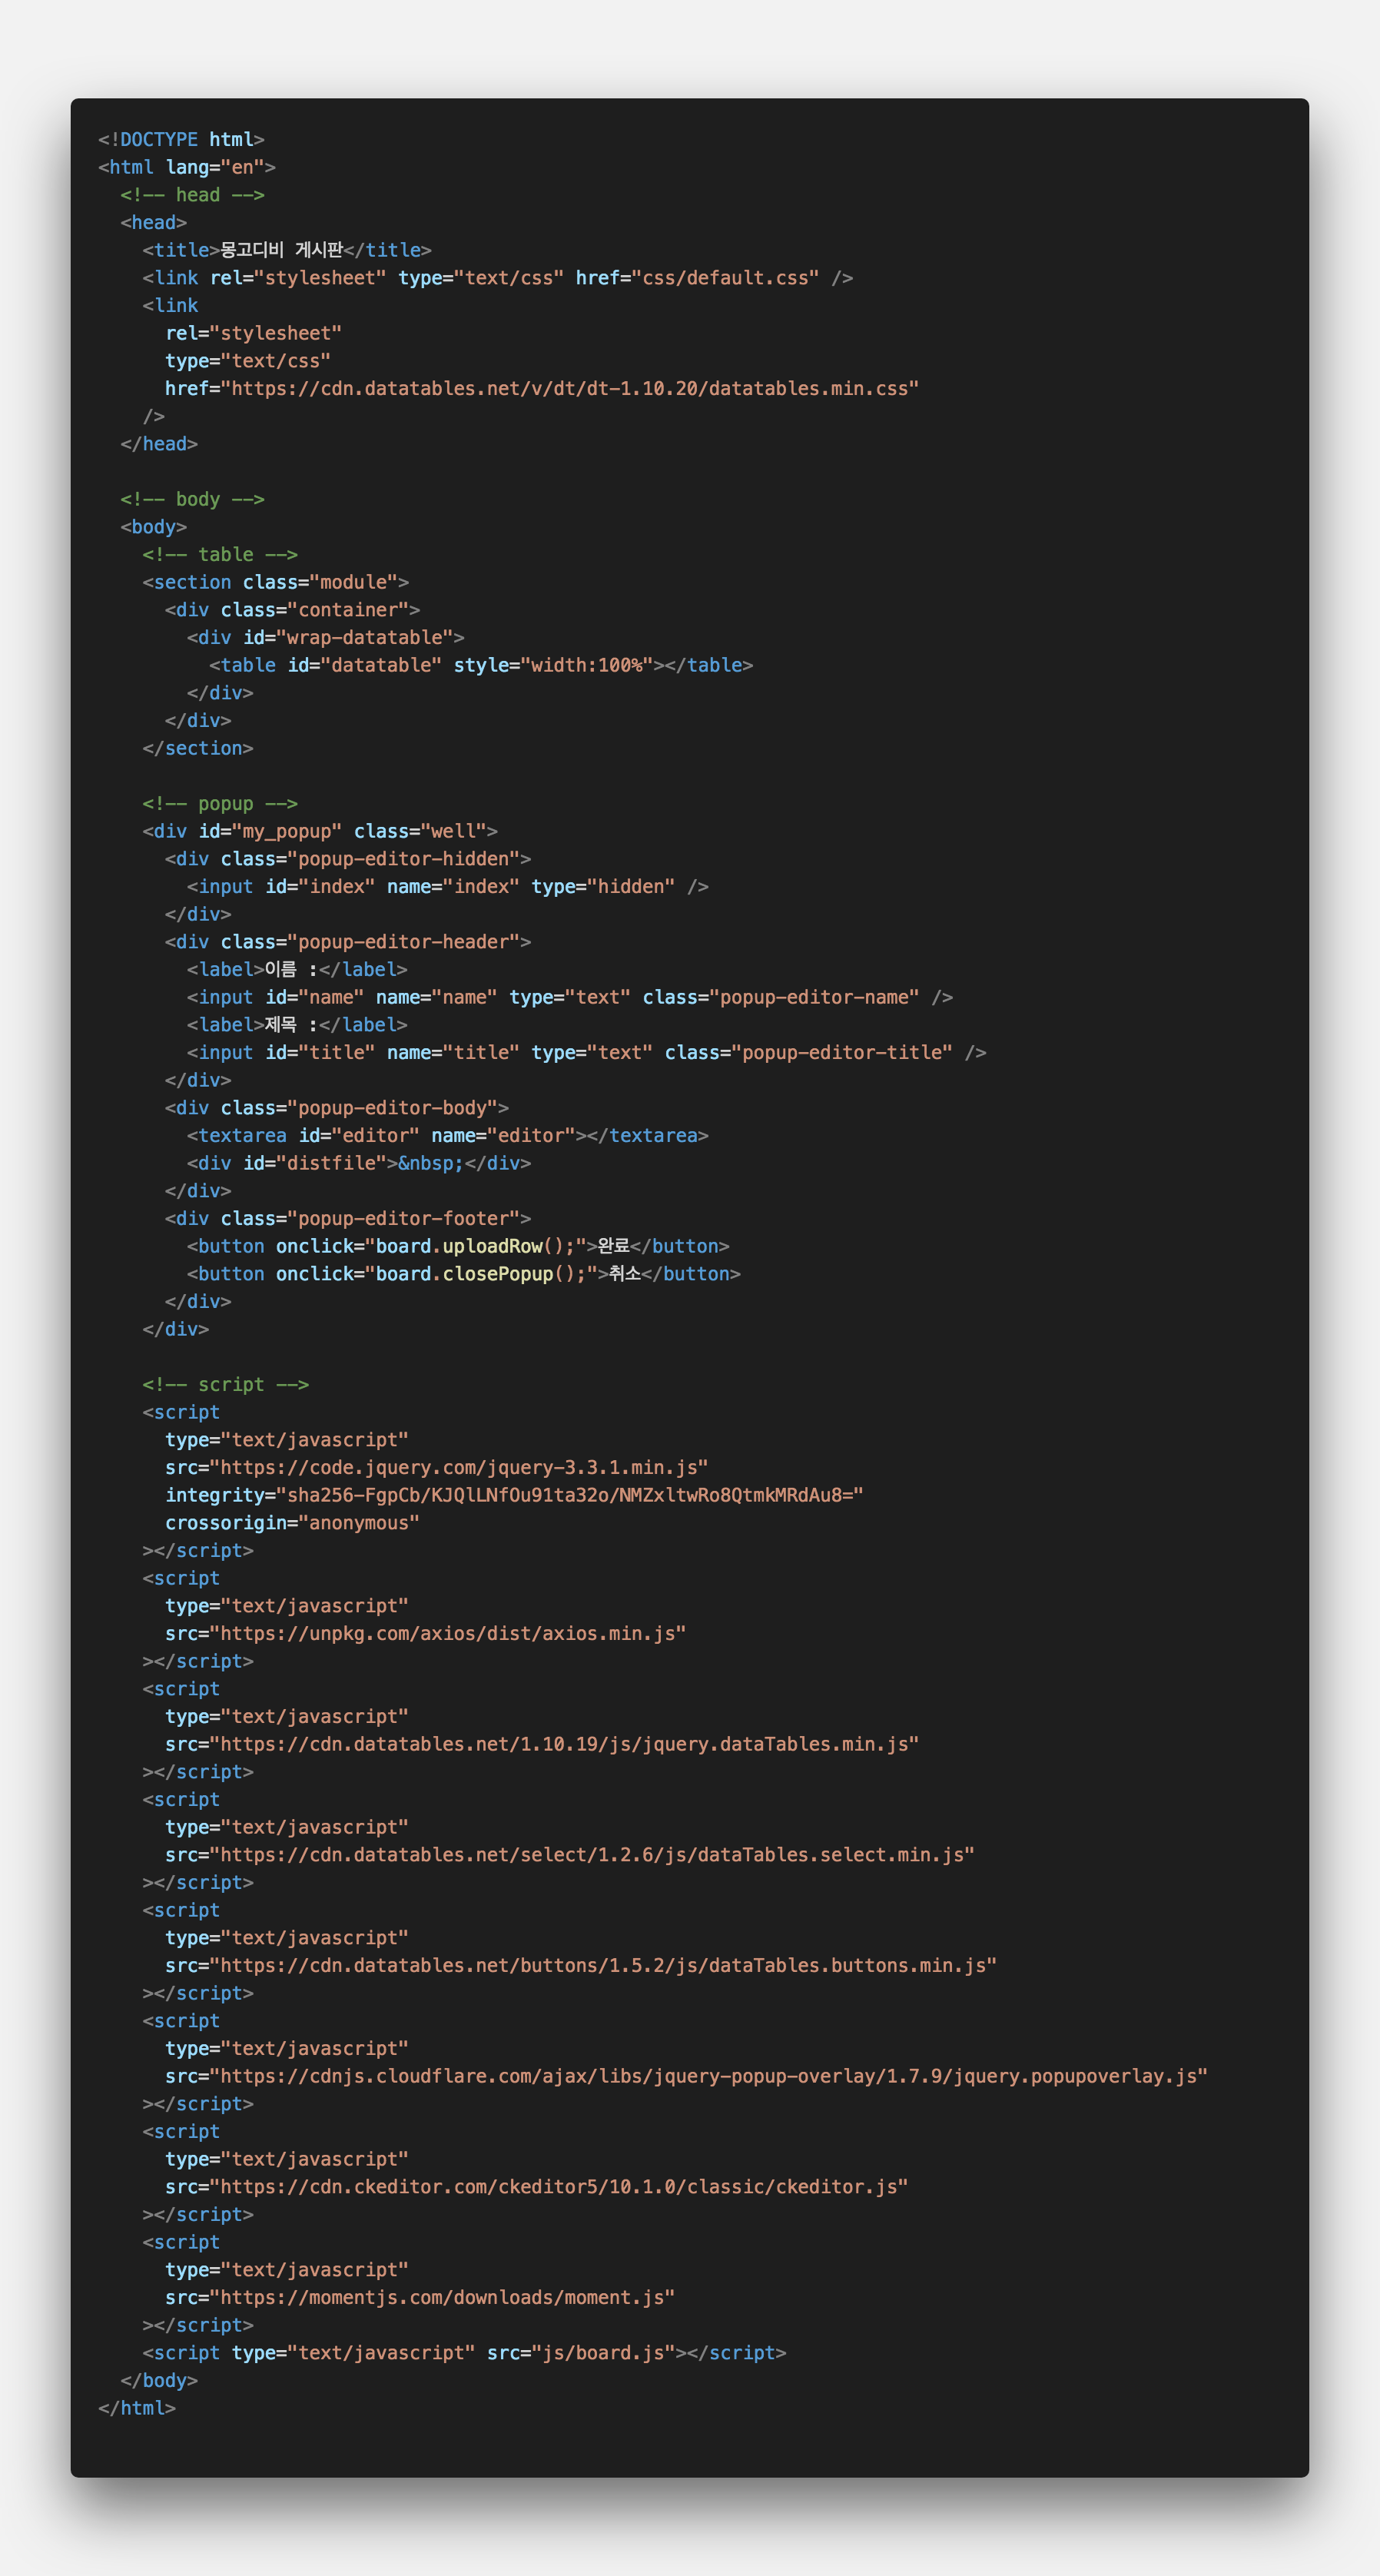 <!DOCTYPE html>
<html lang="en">
  <!-- head -->
  <head>
    <title>몽고디비 게시판</title>
    <link rel="stylesheet" type="text/css" href="css/default.css" />
    <link
      rel="stylesheet"
      type="text/css"
      href="https://cdn.datatables.net/v/dt/dt-1.10.20/datatables.min.css"
    />
  </head>

  <!-- body -->
  <body>
    <!-- table -->
    <section class="module">
      <div class="container">
        <div id="wrap-datatable">
          <table id="datatable" style="width:100%"></table>
        </div>
      </div>
    </section>

    <!-- popup -->
    <div id="my_popup" class="well">
      <div class="popup-editor-hidden">
        <input id="index" name="index" type="hidden" />
      </div>
      <div class="popup-editor-header">
        <label>이름 :</label>
        <input id="name" name="name" type="text" class="popup-editor-name" />
        <label>제목 :</label>
        <input id="title" name="title" type="text" class="popup-editor-title" />
      </div>
      <div class="popup-editor-body">
        <textarea id="editor" name="editor"></textarea>
        <div id="distfile">&nbsp;</div>
      </div>
      <div class="popup-editor-footer">
        <button onclick="board.uploadRow();">완료</button>
        <button onclick="board.closePopup();">취소</button>
      </div>
    </div>

    <!-- script -->
    <script
      type="text/javascript"
      src="https://code.jquery.com/jquery-3.3.1.min.js"
      integrity="sha256-FgpCb/KJQlLNfOu91ta32o/NMZxltwRo8QtmkMRdAu8="
      crossorigin="anonymous"
    ></script>
    <script
      type="text/javascript"
      src="https://unpkg.com/axios/dist/axios.min.js"
    ></script>
    <script
      type="text/javascript"
      src="https://cdn.datatables.net/1.10.19/js/jquery.dataTables.min.js"
    ></script>
    <script
      type="text/javascript"
      src="https://cdn.datatables.net/select/1.2.6/js/dataTables.select.min.js"
    ></script>
    <script
      type="text/javascript"
      src="https://cdn.datatables.net/buttons/1.5.2/js/dataTables.buttons.min.js"
    ></script>
    <script
      type="text/javascript"
      src="https://cdnjs.cloudflare.com/ajax/libs/jquery-popup-overlay/1.7.9/jquery.popupoverlay.js"
    ></script>
    <script
      type="text/javascript"
      src="https://cdn.ckeditor.com/ckeditor5/10.1.0/classic/ckeditor.js"
    ></script>
    <script
      type="text/javascript"
      src="https://momentjs.com/downloads/moment.js"
    ></script>
    <script type="text/javascript" src="js/board.js"></script>
  </body>
</html>